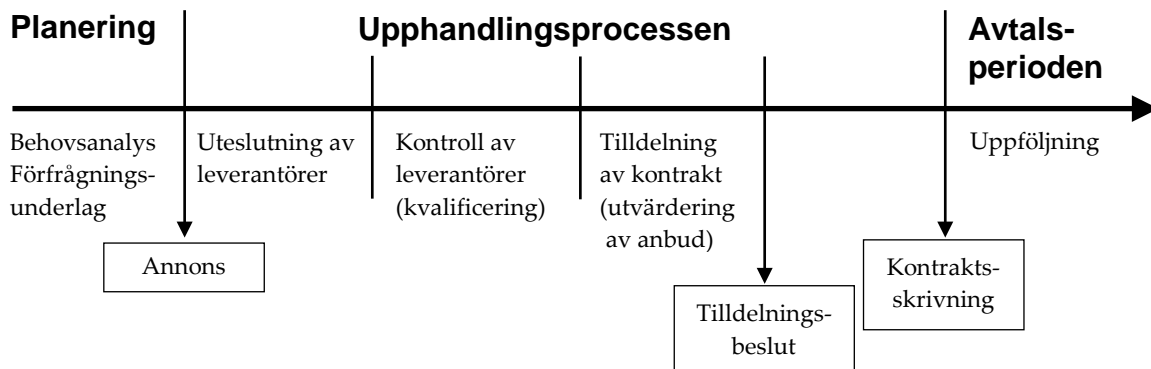 Planering
Upphandlingsprocessen
Avtals-
perioden
Behovsanalys
Förfrågnings-
underlag
Uteslutning av
leverantörer
Kontroll av
leverantörer
(kvalificering)
Tilldelning
av kontrakt
(utvärdering
av anbud)
Uppföljning
Annons
Tilldelnings-
beslut
Kontrakts-
skrivning